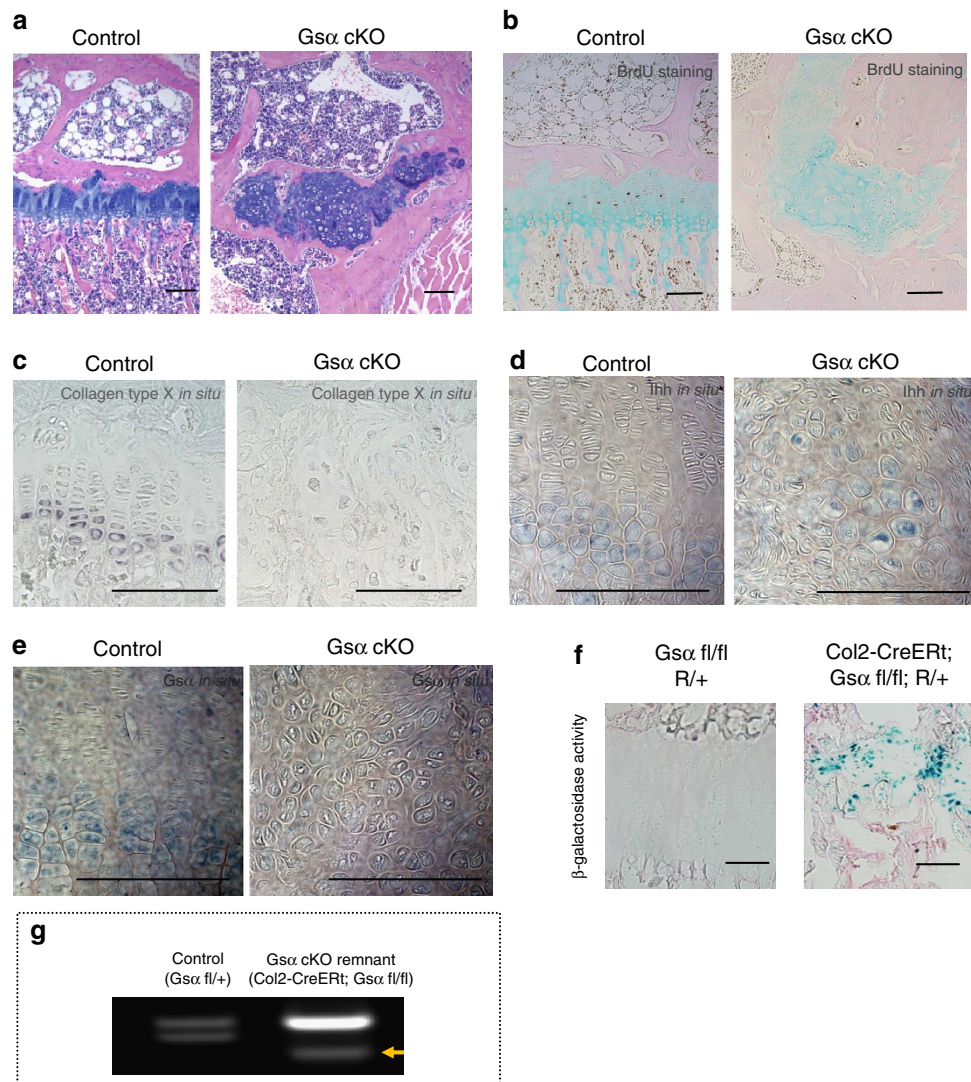 a
Control
Gsα cKO
b
Control
Gsα cKO
BrdU staining
BrdU staining
c
Control
Gsα cKO
Collagen type X in situ
Collagen type X in situ
d
Control
Gsα cKO
Ihh in situ
Ihh in situ
e
Control
Gsα cKO
Gsα in situ
Gsα in situ
f
Gsα fl/fl
R/+
Col2-CreERt;
Gsα fl/fl; R/+
β-galactosidase activity
g
Control
(Gsα fl/+)
Gsα cKO remnant
(Col2-CreERt; Gsα fl/fl)